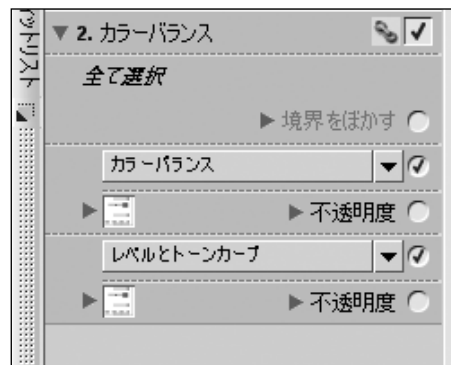 2. カラーバランス
全て選択
境界をぼかす
カラーバランス
不透明度
レベルとトーンカーブ
不透明度